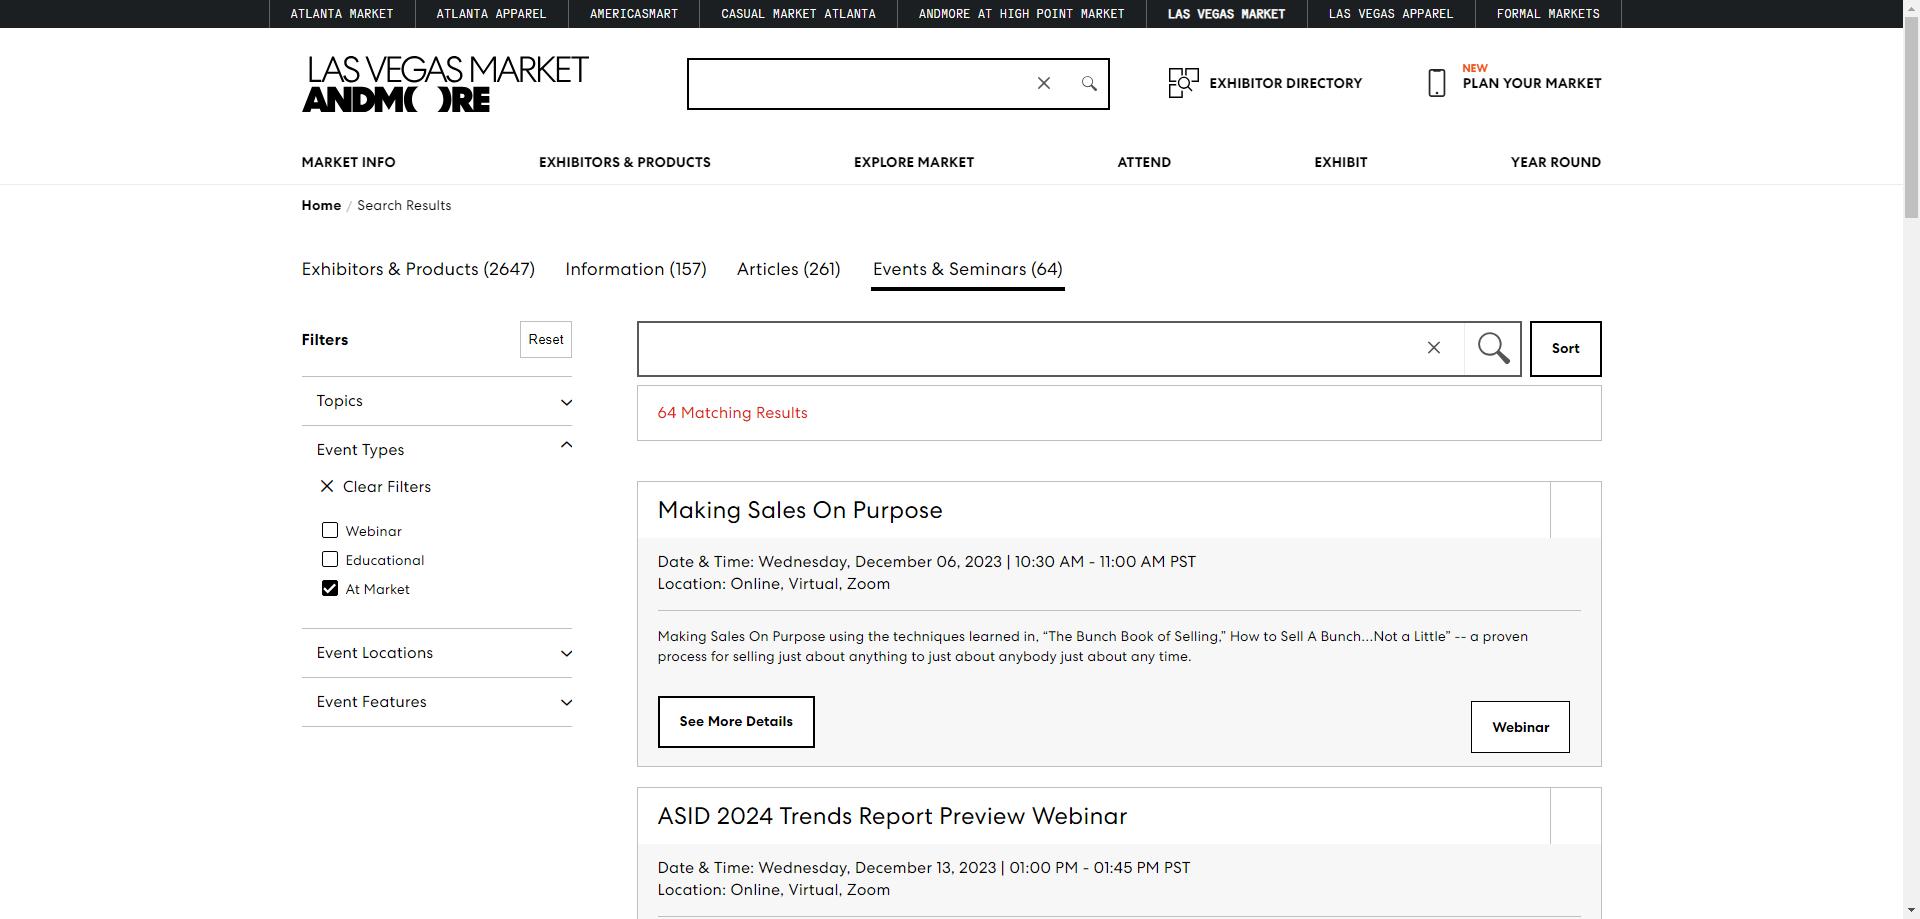 ATLANTA MARKET
ATLANTA APPAREL
AMERICASMART
CASUAL MARKET ATLANTA
ANDMORE AT HIGH POINT MARKET
LAS VEGAS MARKET
LAS VEGAS APPAREL
FORMAL MARKETS
LAS VEGAS MARKET
ANDMORE
EXHIBITOR DIRECTORY
NEW
PLAN YOUR MARKET
MARKET INFO
EXHIBITORS & PRODUCTS
EXPLORE MARKET
ATTEND
EXHIBIT
YEAR ROUND
Home / Search Results
Exhibitors & Products (2647)
Information (157)
Articles (261)
Events & Seminars (64)
Filters
Reset
Topics
Event Types
Clear Filters
Webinar
Educational
At Market
Event Locations
Event Features
Sort
64 Matching Results
Making Sales On Purpose
Date & Time: Wednesday, December 06, 2023 | 10:30 AM - 11:00 AM PST
Location: Online, Virtual, Zoom
Making Sales On Purpose using the techniques learned in, “The Bunch Book of Selling,” How to Sell A Bunch...Not a Little” -- a proven
process for selling just about anything to just about anybody just about any time.
See More Details
Webinar
ASID 2024 Trends Report Preview Webinar
Date & Time: Wednesday, December 13, 2023 | 01:00 PM - 01:45 PM PST
Location: Online, Virtual, Zoom